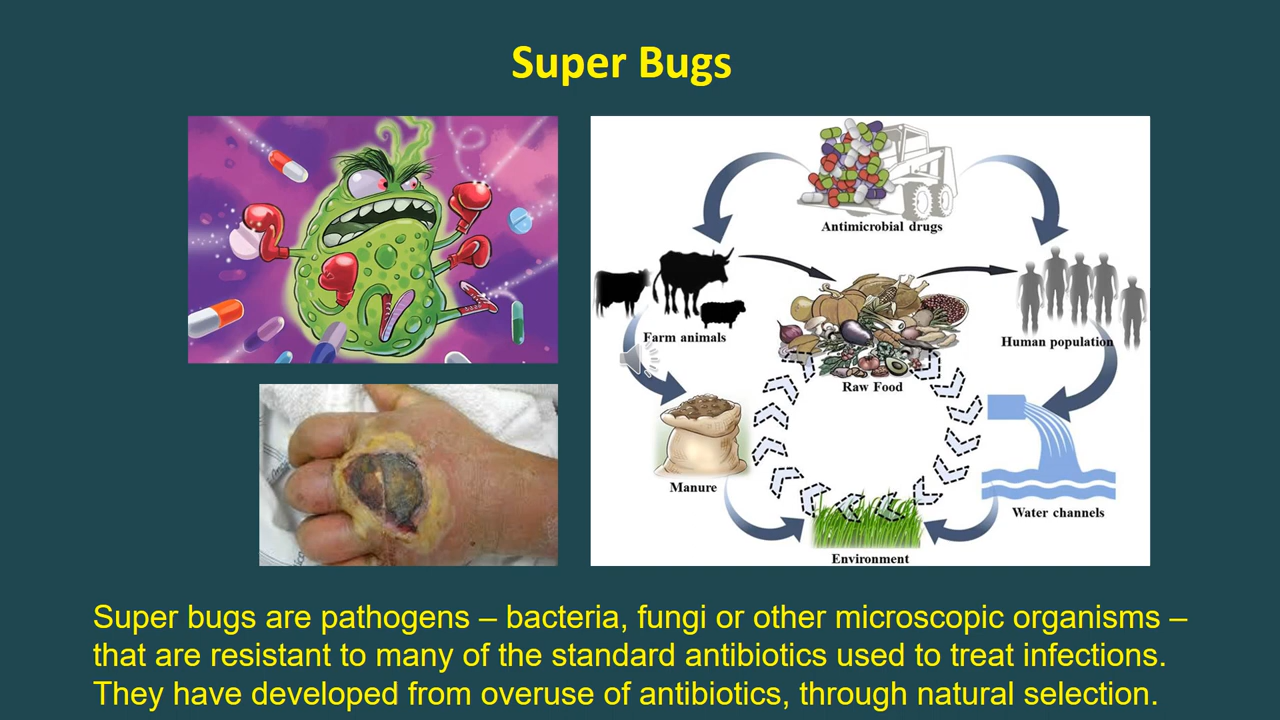 Super Bugs
Antimicrobial drugs
Farm animals
Human population
Raw Food
Manure
Water channels
Environment
Super bugs are pathogens – bacteria, fungi or other microscopic organisms –
that are resistant to many of the standard antibiotics used to treat infections.
They have developed from overuse of antibiotics, through natural selection.